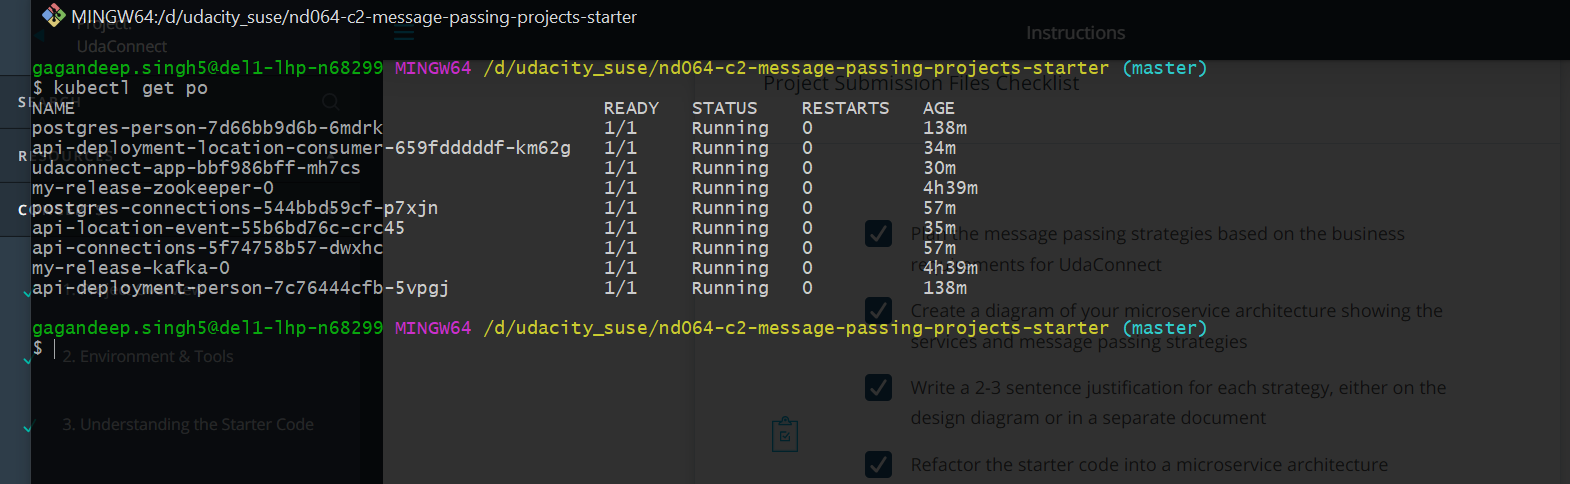 MINGW64:/d/udacity_suse/nd064-c2-message-passing-projects-starter
Project:
UdaConnect
Instructions
gagandeep.singh5@del1-lhp-n68299 MINGW64 /d/udacity_suse/nd064-c2-message-passing-projects-starter (master)
Project Submission Files Checklist
$ kubectl get po
SEARCH
NAME READY STATUS RESTARTS AGE
postgres-person-7d66bb9d6b-6mdrk 1/1 Running 0 138m
api-deployment-location-consumer-659fdddddf-km62g 1/1 Running 0 34m
RESOURCES
udaconnect-app-bbf986bff-mh7cs 1/1 Running 0 30m
my-release-zookeeper-0 1/1 Running 0 4h39m
postgres-connections-544bbd59cf-p7xjn 1/1 Running 0 57m
api-location-event-55b6bd76c-crc45 1/1 Running 0 35m
api-connections-5f74758b57-dwxhc 1/1 Running 0 57m
my-release-kafka-0 1/1 Running 0 4h39m
api-deployment-person-7c76444cfb-5vpgj 1/1 Running 0 138m
gagandeep.singh5@del1-lhp-n68299 MINGW64 /d/udacity_suse/nd064-c2-message-passing-projects-starter (master)
$
2. Environment & Tools
3. Understanding the Starter Code
Plan the message passing strategies based on the business
requirements for UdaConnect
Create a diagram of your microservice architecture showing the
services and message passing strategies
Write a 2-3 sentence justification for each strategy, either on the
design diagram or in a separate document
Refactor the starter code into a microservice architecture